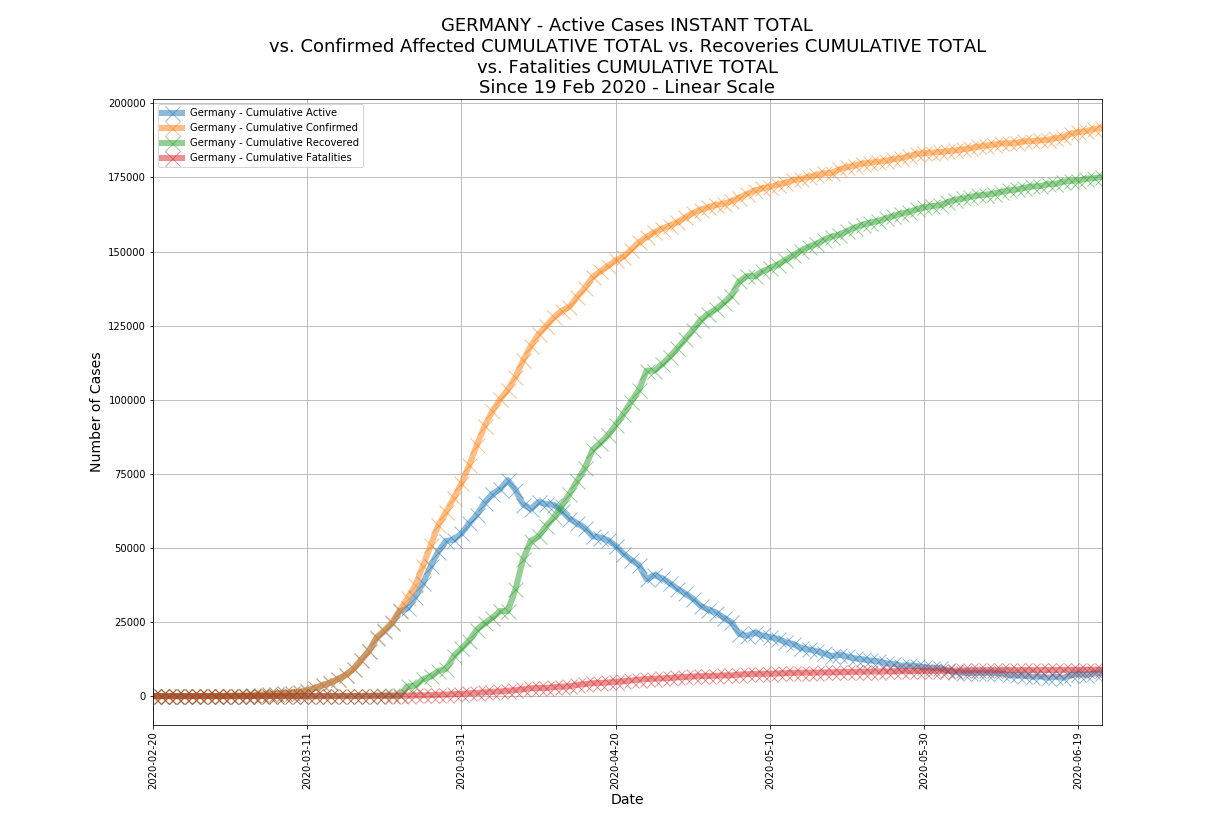 GERMANY - Active Cases INSTANT TOTAL
vs. Confirmed Affected CUMULATIVE TOTAL vs. Recoveries CUMULATIVE TOTAL
vs. Fatalities CUMULATIVE TOTAL
Since 19 Feb 2020 - Linear Scale
Germany - Cumulative Active
Germany - Cumulative Confirmed
Germany - Cumulative Recovered
Germany - Cumulative Fatalities
Number of Cases
200000
175000
150000
125000
100000
75000
50000
25000
0
2020-02-20
2020-03-11
2020-03-31
2020-04-20
2020-05-10
2020-05-30
2020-06-19
Date